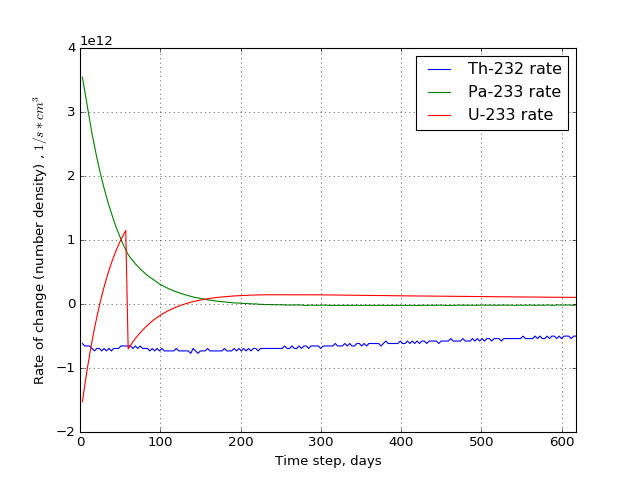 1e12
4
3
2
1
0
−1
−2
0
100
200
300
400
500
600
Time step, days
Rate of change (number density) , 1/s * cm³
Th-232 rate
Pa-233 rate
U-233 rate